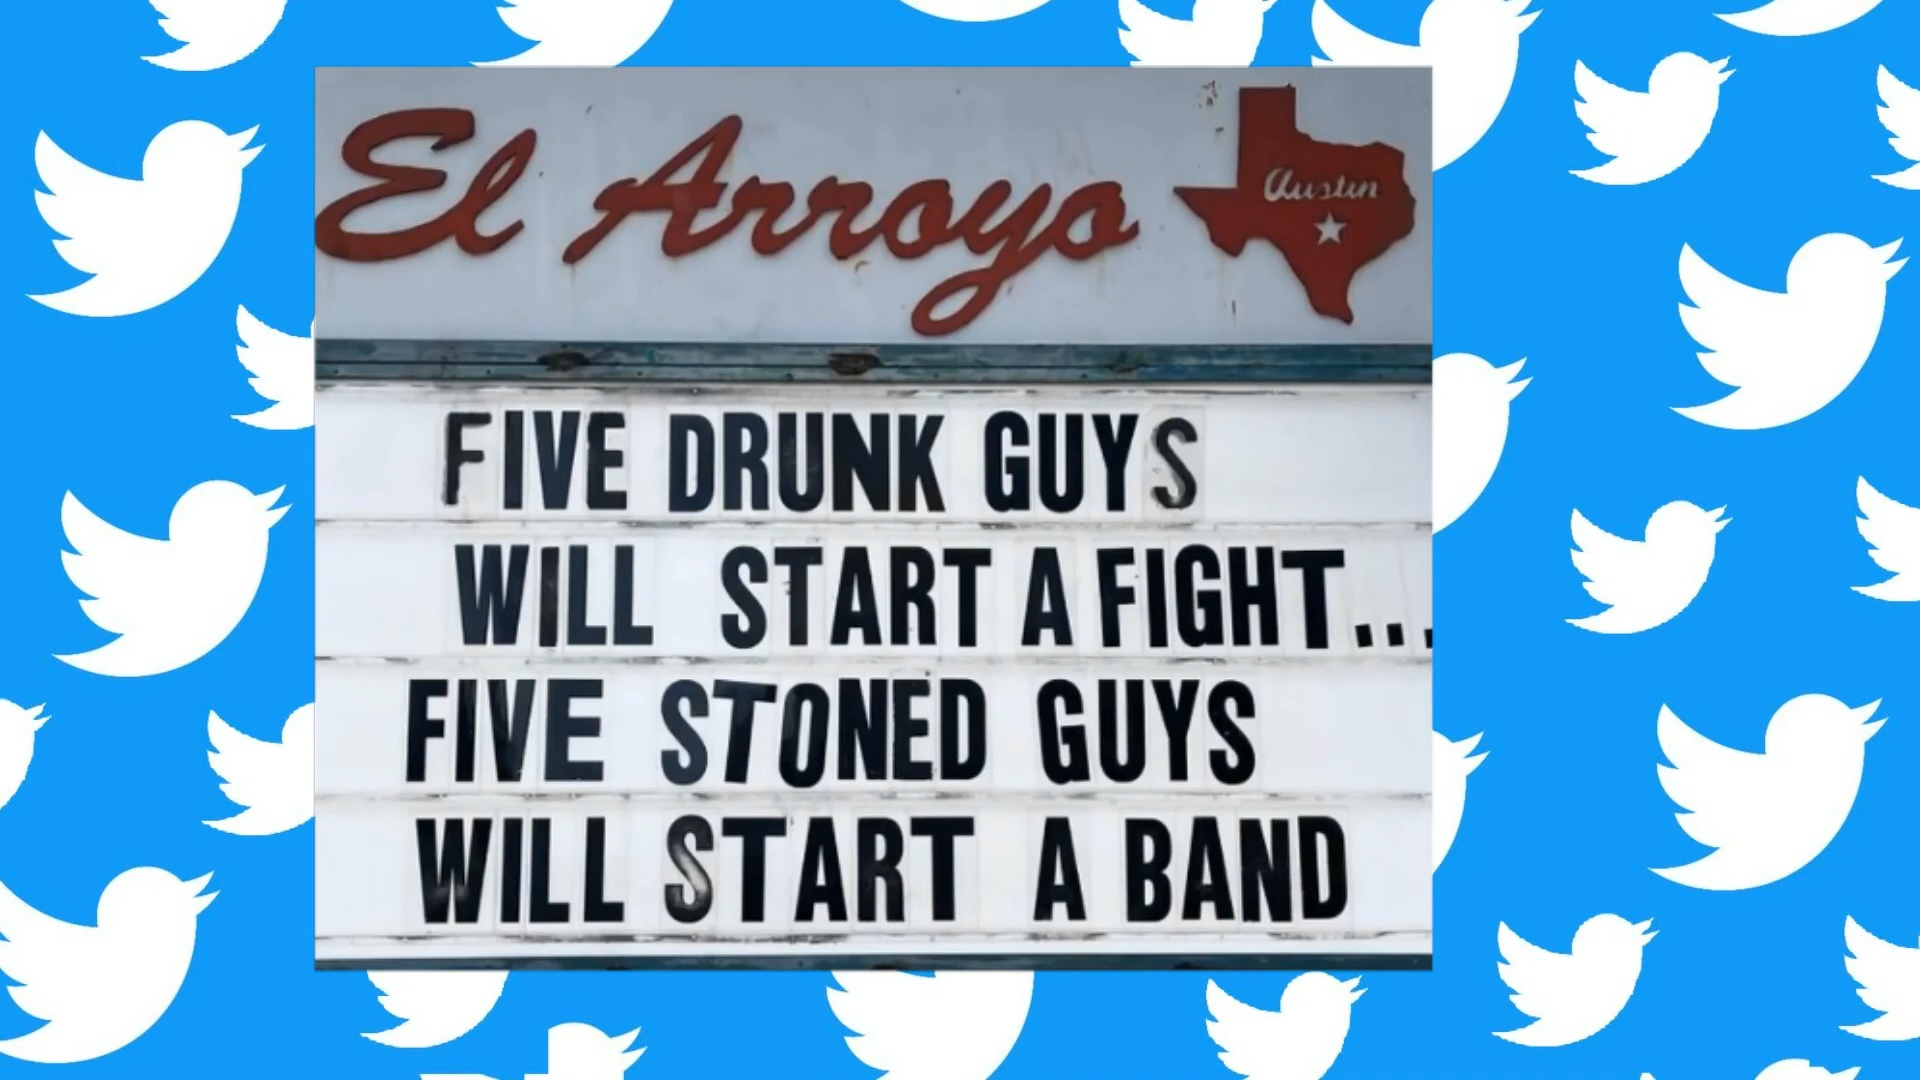 El Arroyo
Austin
FIVE DRUNK GUYS
WILL START A FIGHT...
FIVE STONED GUYS
WILL START A BAND